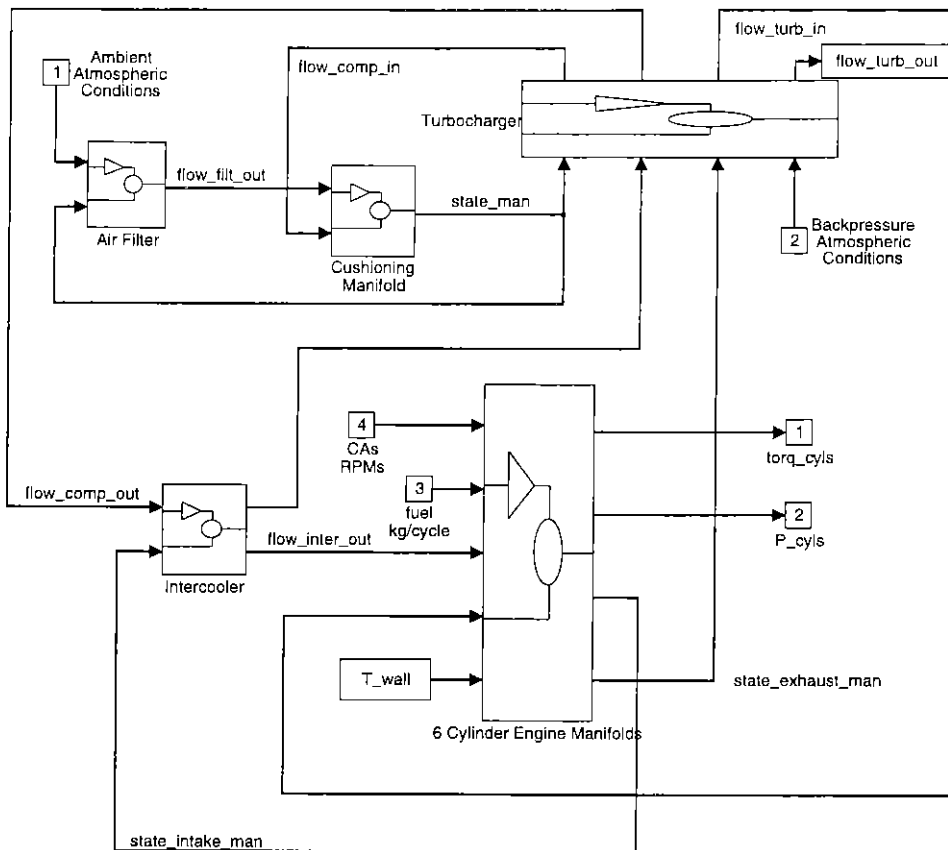 flow_turb_in
Ambient
Atmospheric
Conditions
1
flow_comp_in
flow_turb_out
Turbocharger
flow_filt_out
state_man
Air Filter
Cushioning
Manifold
2
Backpressure
Atmospheric
Conditions
4
CAs
RPMs
1
torq_cyls
3
fuel
kg/cycle
2
P_cyls
flow_comp_out
flow_inter_out
Intercooler
T_wall
state_exhaust_man
6 Cylinder Engine Manifolds
state_intake_man